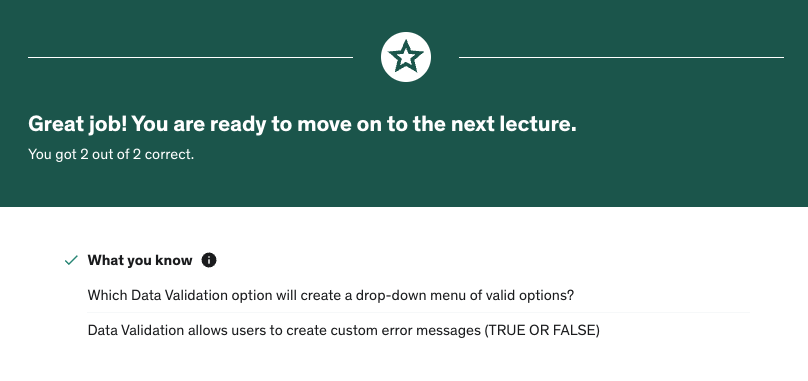 Great job! You are ready to move on to the next lecture.
You got 2 out of 2 correct.
What you know
Which Data Validation option will create a drop-down menu of valid options?
Data Validation allows users to create custom error messages (TRUE OR FALSE)